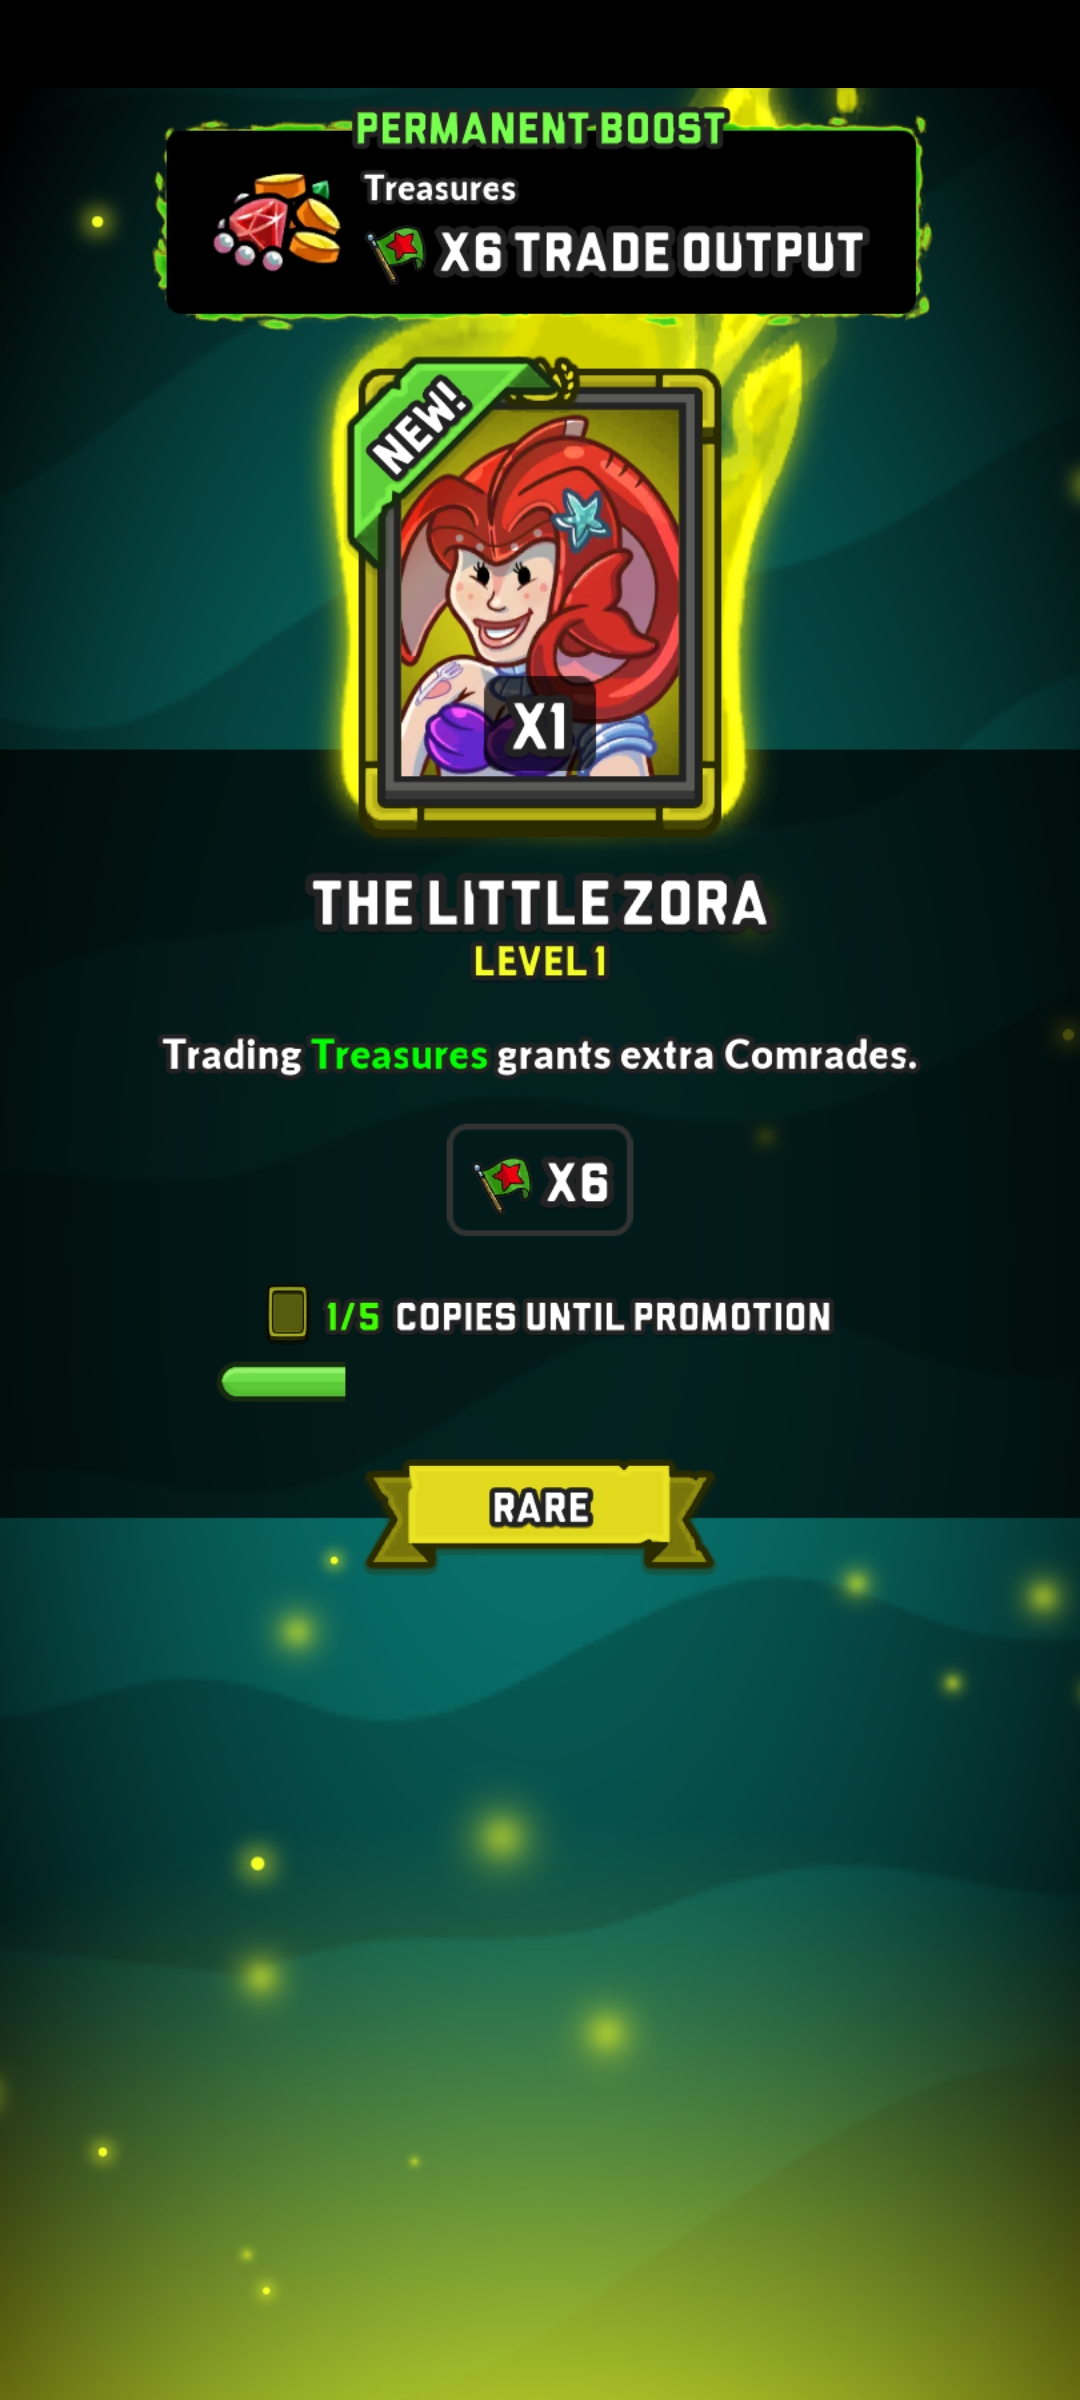 PERMANENT BOOST
Treasures
X6 TRADE OUTPUT
NEW!
X1
THE LITTLE ZORA
LEVEL 1
Trading Treasures grants extra Comrades.
X6
1/5 COPIES UNTIL PROMOTION
RARE